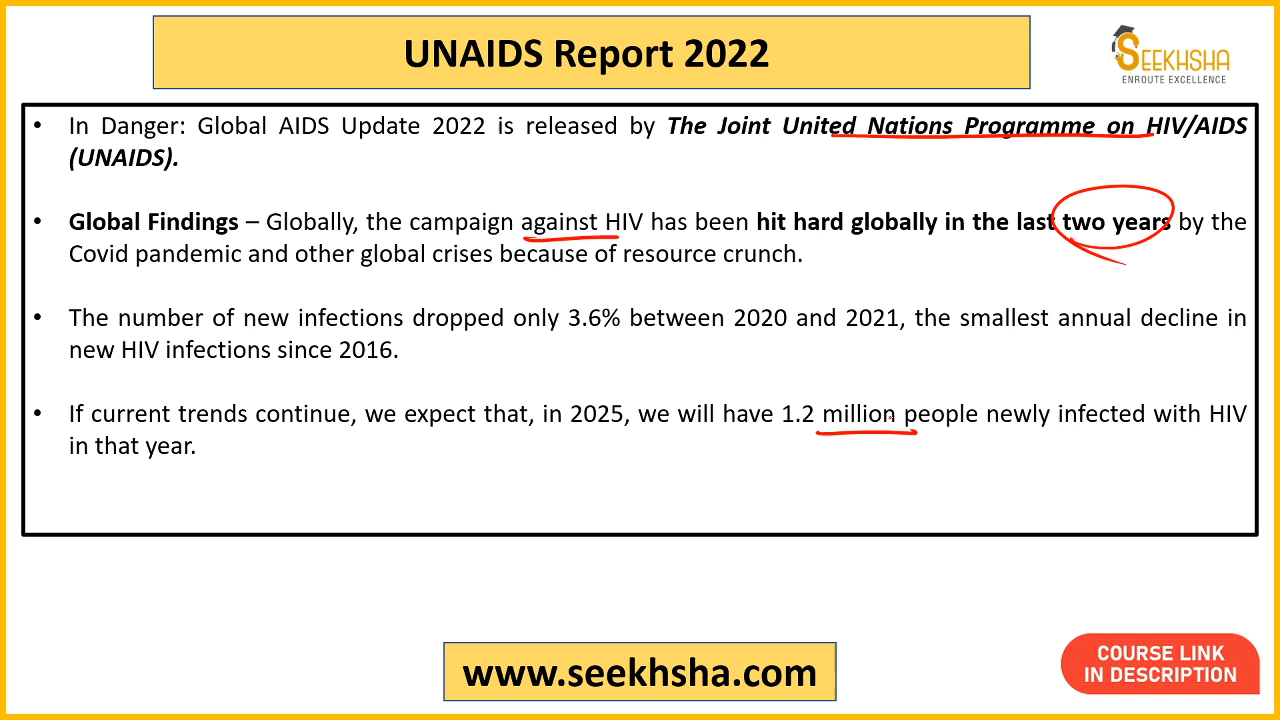 UNAIDS Report 2022
SEEKHSHA
ENROUTE EXCELLENCE
• In Danger: Global AIDS Update 2022 is released by The Joint United Nations Programme on HIV/AIDS
(UNAIDS).
• Global Findings – Globally, the campaign against HIV has been hit hard globally in the last two years by the
Covid pandemic and other global crises because of resource crunch.
• The number of new infections dropped only 3.6% between 2020 and 2021, the smallest annual decline in
new HIV infections since 2016.
• If current trends continue, we expect that, in 2025, we will have 1.2 million people newly infected with HIV
in that year.
www.seekhsha.com
COURSE LINK
IN DESCRIPTION